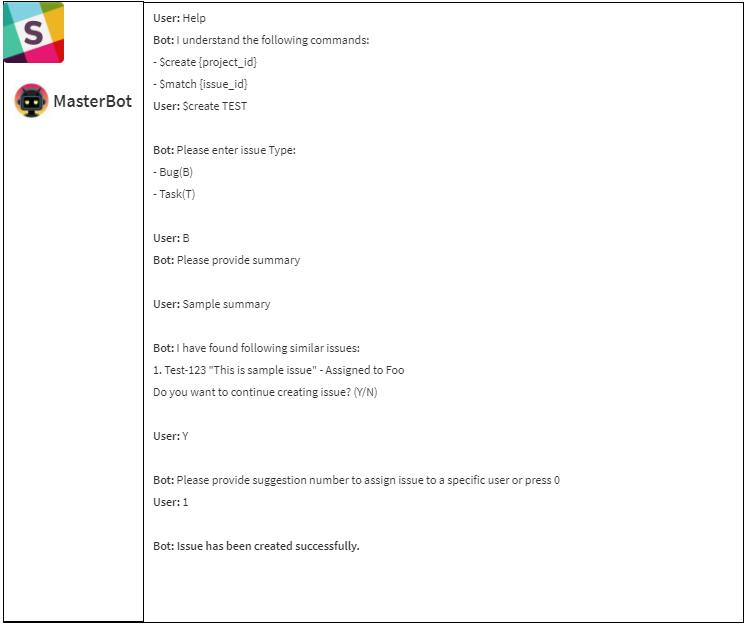 S
MasterBot
User: Help
Bot: I understand the following commands:
- $create {project_id}
- $match {issue_id}
User: $create TEST
Bot: Please enter issue Type:
- Bug(B)
- Task(T)
User: B
Bot: Please provide summary
User: Sample summary
Bot: I have found following similar issues:
1. Test-123 "This is sample issue" - Assigned to Foo
Do you want to continue creating issue? (Y/N)
User: Y
Bot: Please provide suggestion number to assign issue to a specific user or press 0
User: 1
Bot: Issue has been created successfully.